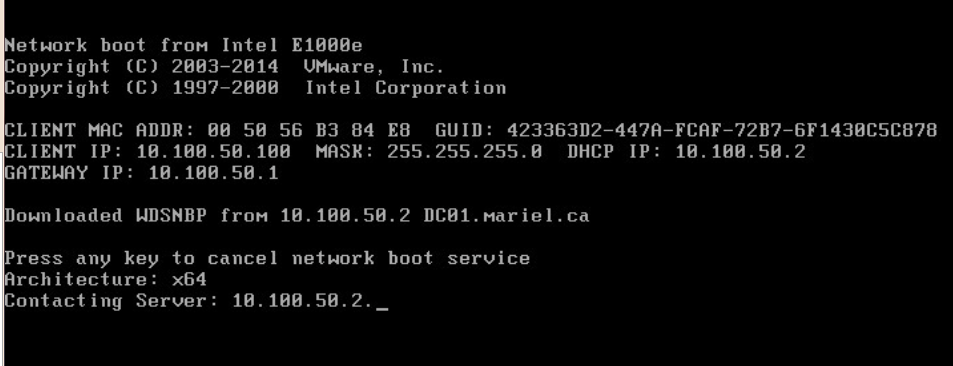 Network boot from Intel E1000e
Copyright (C) 2003-2014  VMware, Inc.
Copyright (C) 1997-2000  Intel Corporation
CLIENT MAC ADDR: 00 50 56 B3 84 E8  GUID: 423363D2-447A-FCAF-72B7-6F1430C5C878
CLIENT IP: 10.100.50.100  MASK: 255.255.255.0  DHCP IP: 10.100.50.2
GATEWAY IP: 10.100.50.1
Downloaded WDSNBP from 10.100.50.2 DC01.mariel.ca
Press any key to cancel network boot service
Architecture: x64
Contacting Server: 10.100.50.2._